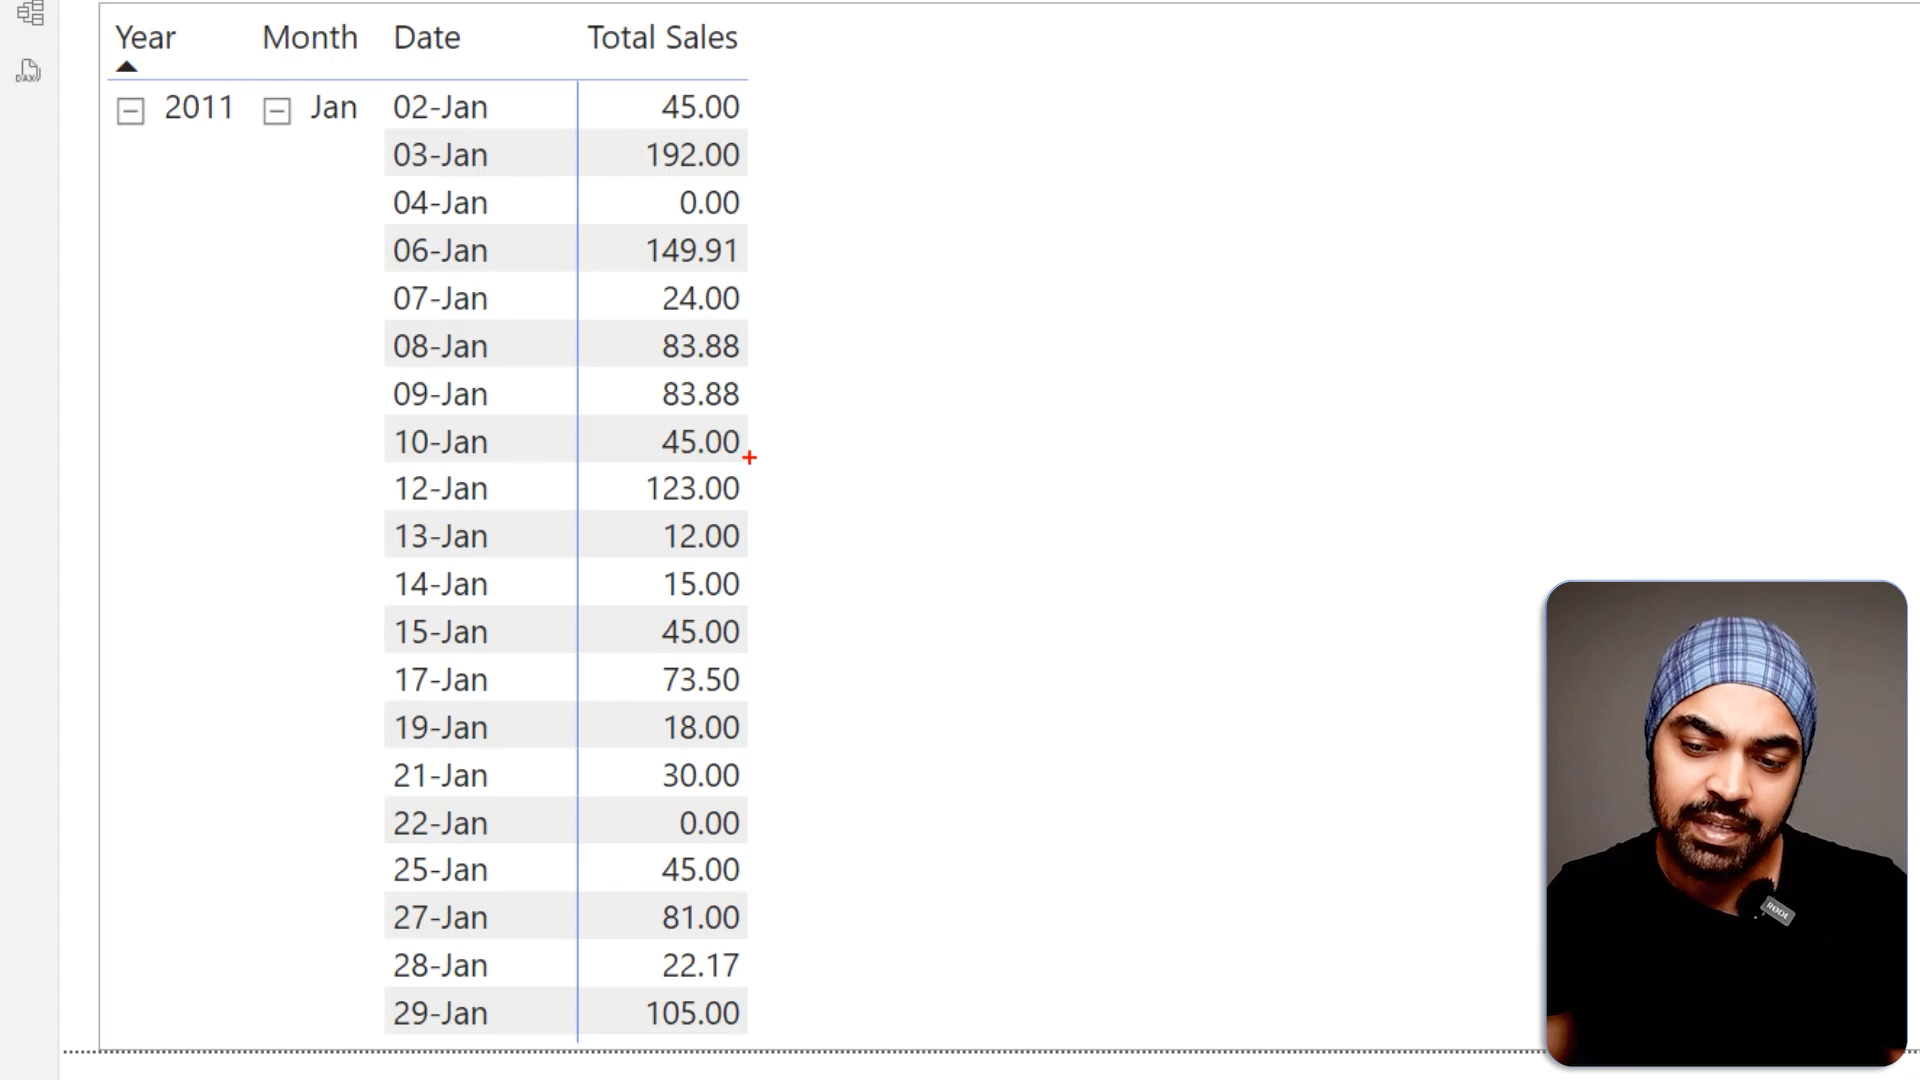 DAX
Year Month Date Total Sales
2011 Jan 02-Jan 45.00
03-Jan 192.00
04-Jan 0.00
06-Jan 149.91
07-Jan 24.00
08-Jan 83.88
09-Jan 83.88
10-Jan 45.00
12-Jan 123.00
13-Jan 12.00
14-Jan 15.00
15-Jan 45.00
17-Jan 73.50
19-Jan 18.00
21-Jan 30.00
22-Jan 0.00
25-Jan 45.00
27-Jan 81.00
28-Jan 22.17
29-Jan 105.00
RØDE